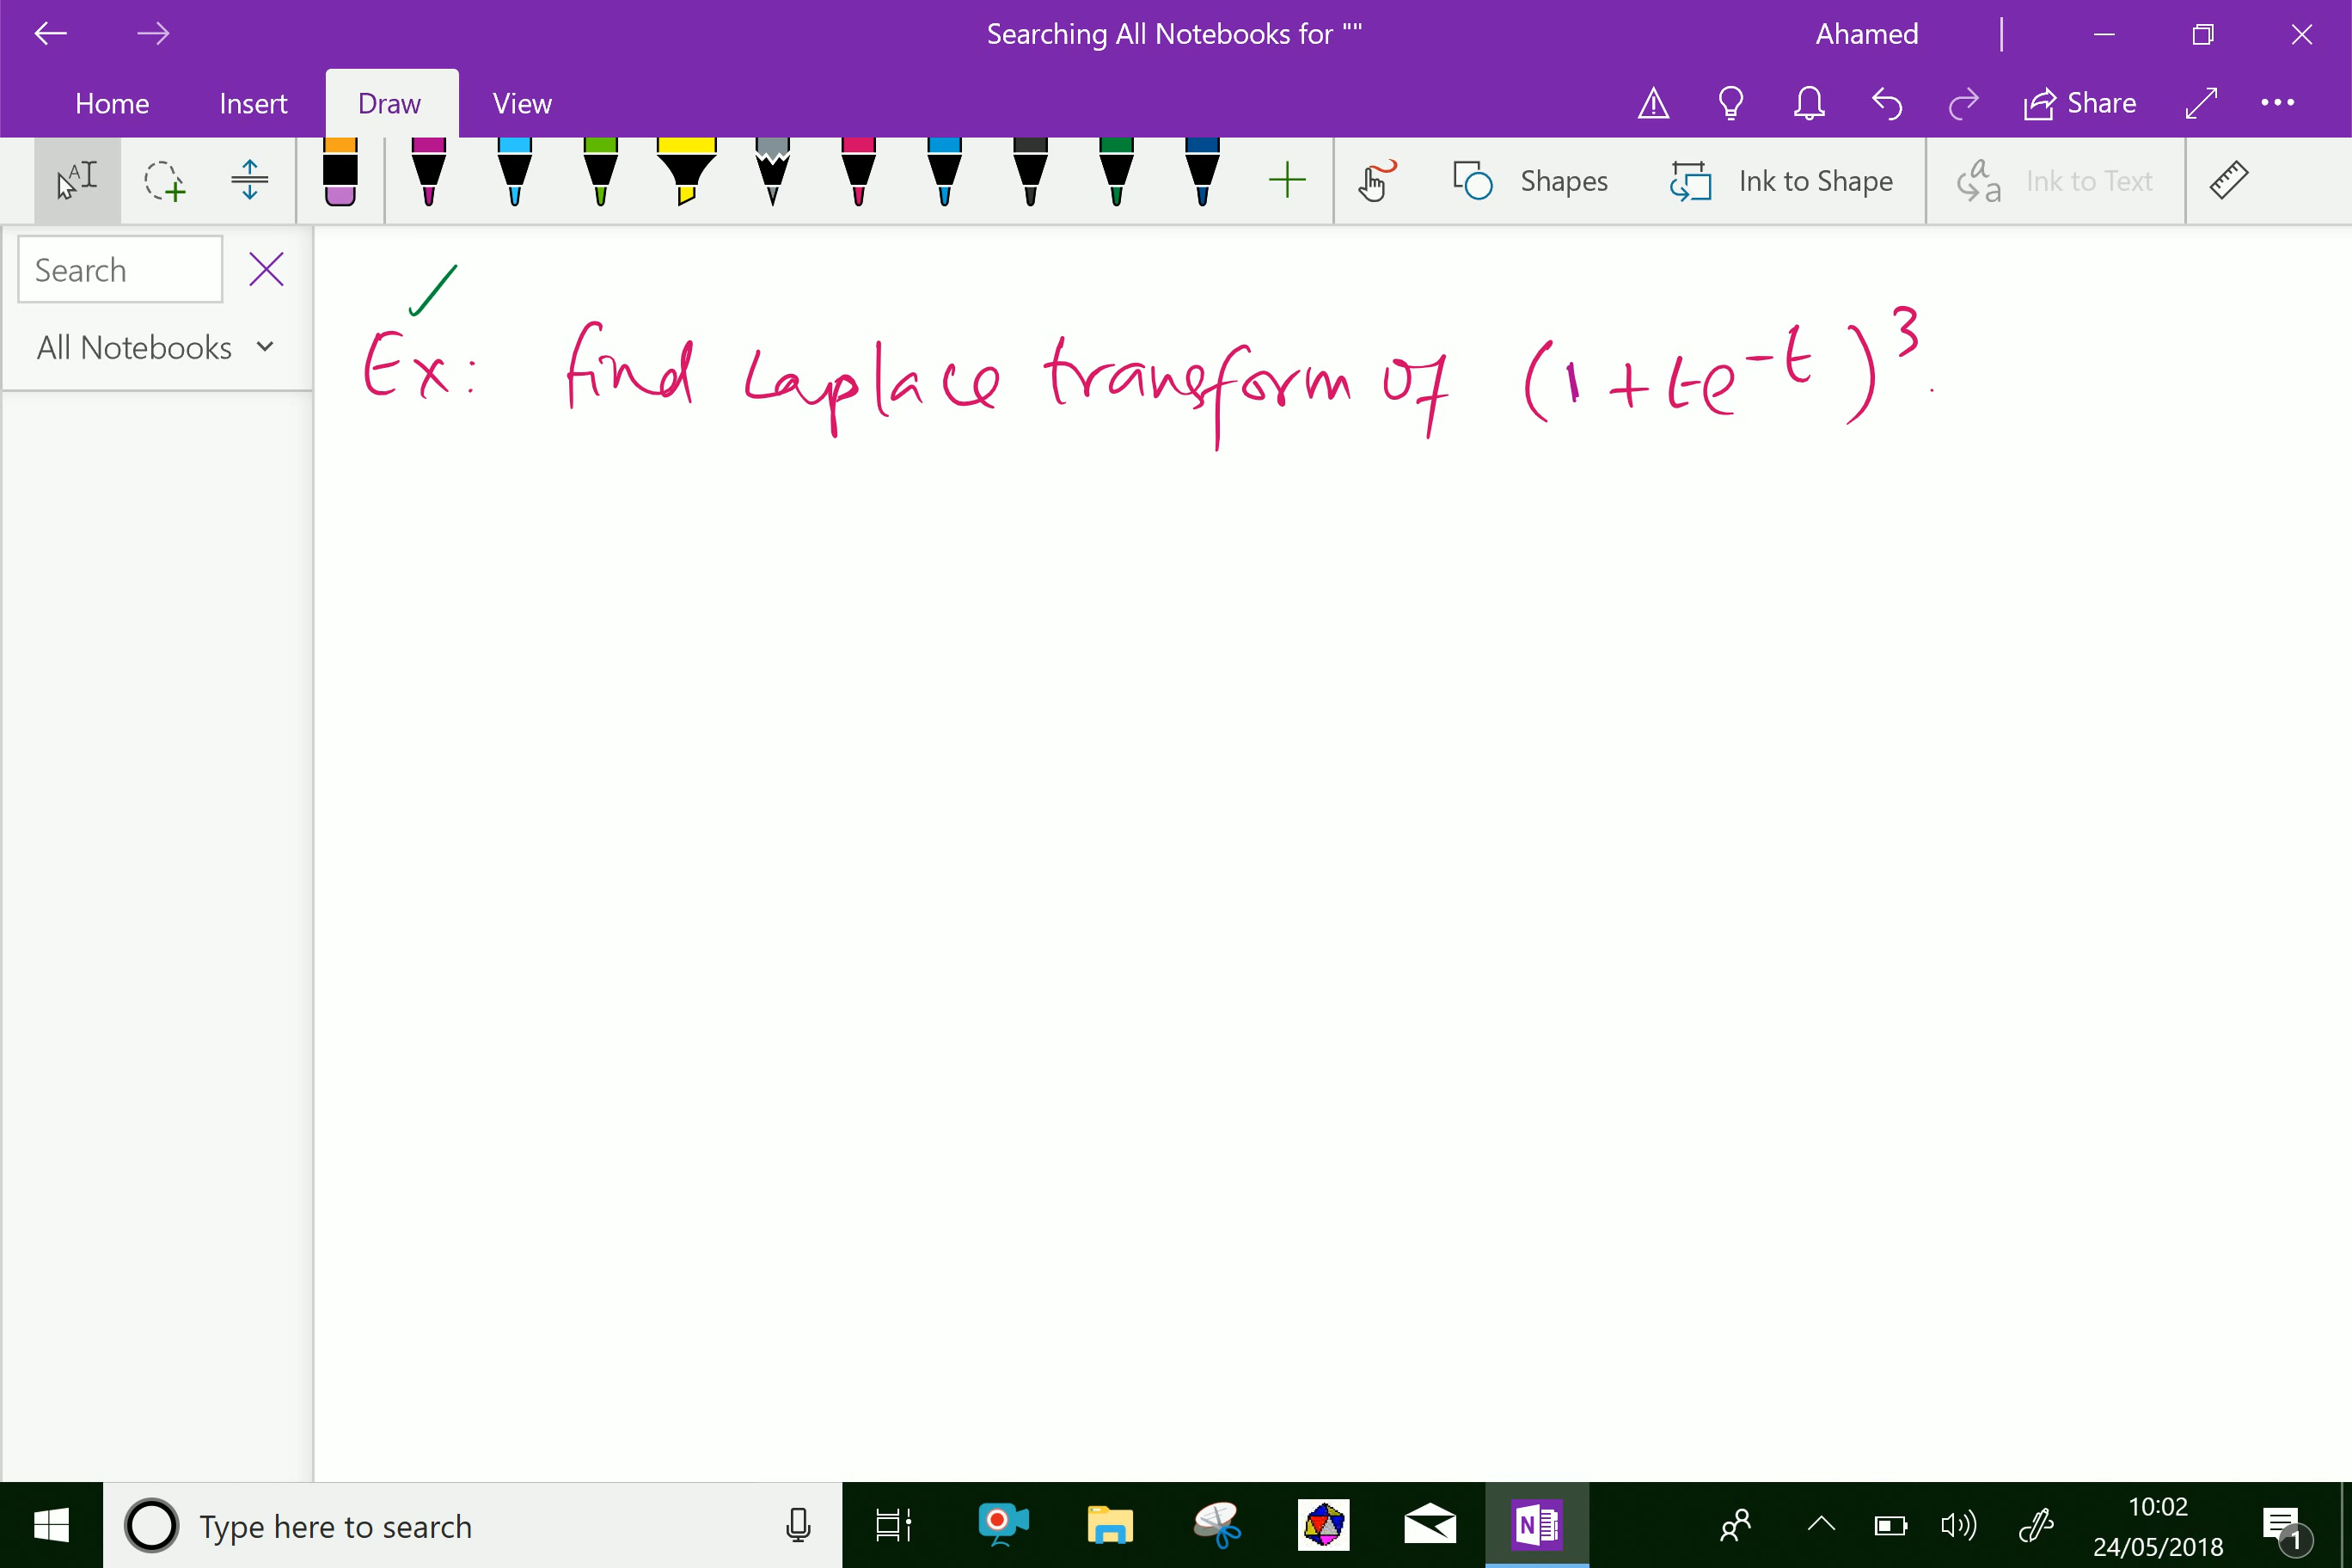 Searching All Notebooks for ""
Ahamed
Home Insert Draw View
Share
Shapes
Ink to Shape
Ink to Text
Search
All Notebooks
Ex: find Laplace transform of (1+te^-t)^3.
Type here to search
10:02
24/05/2018
1